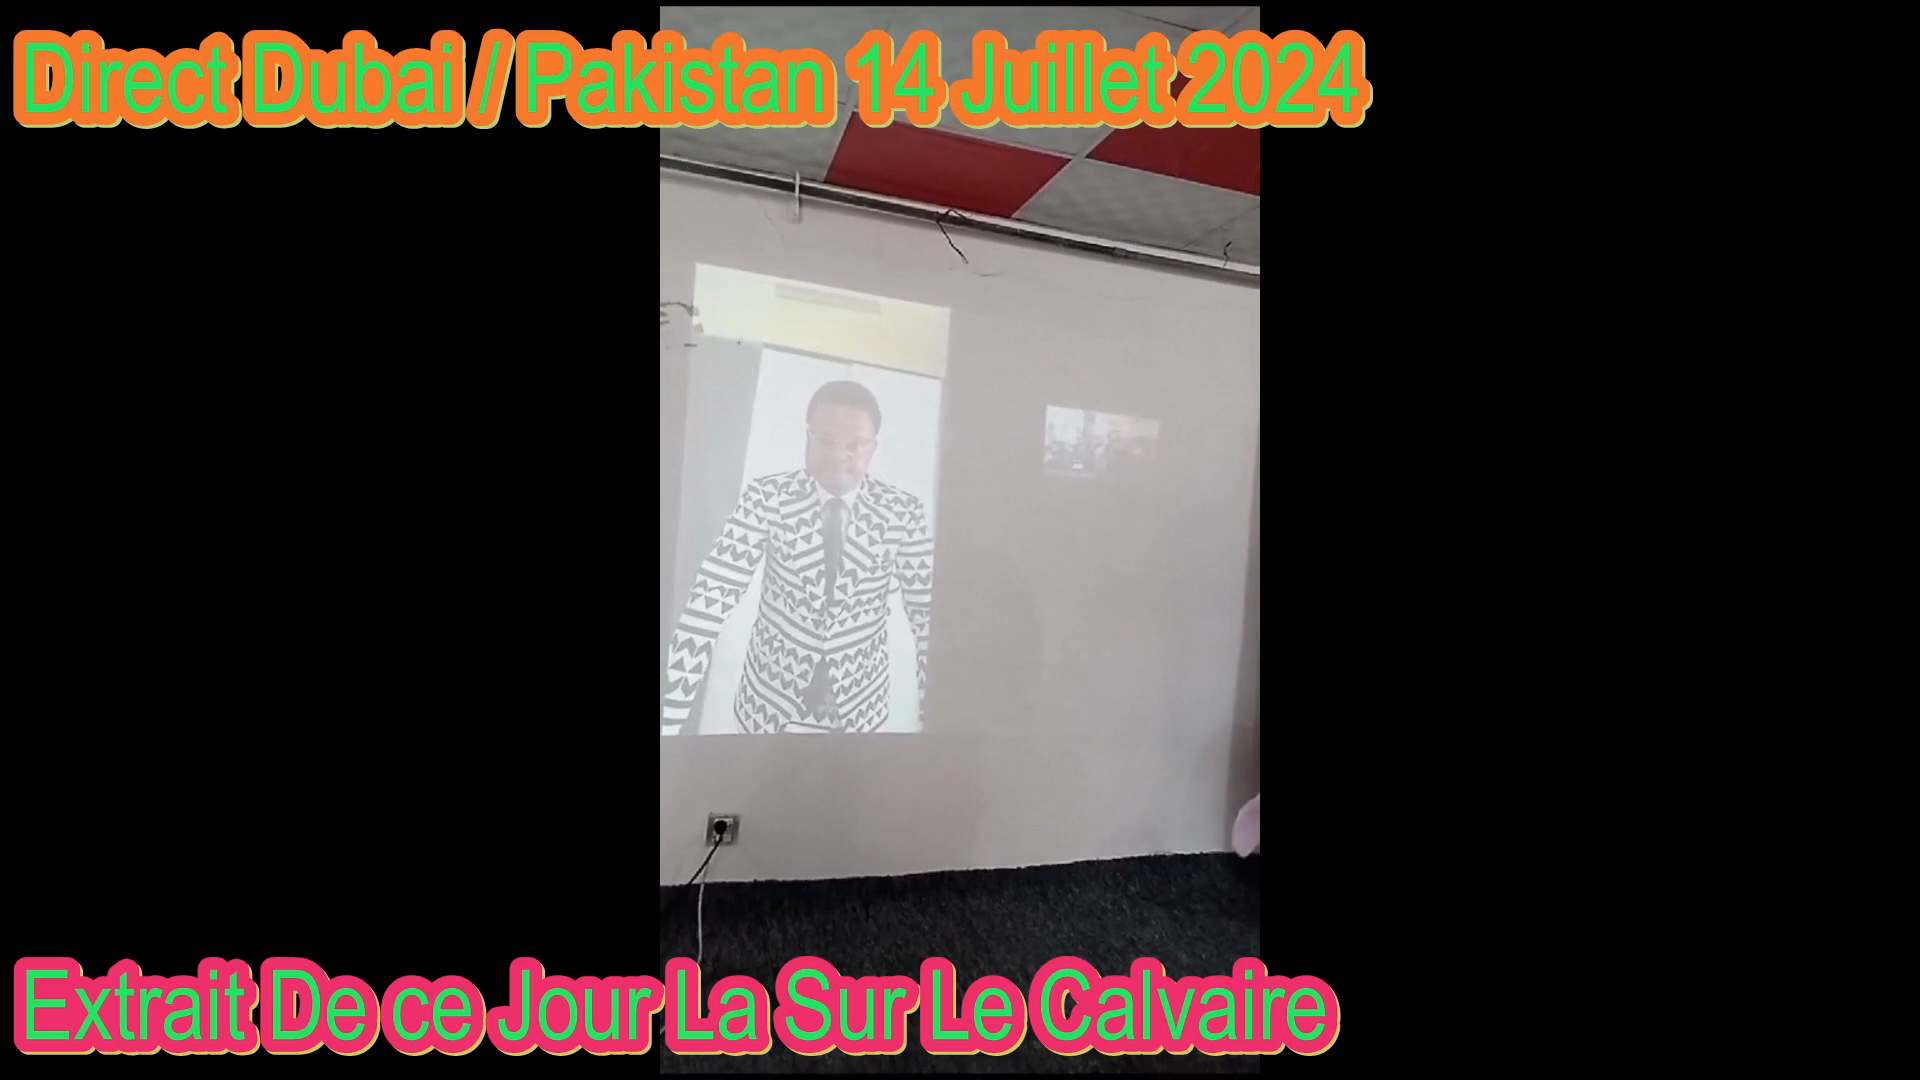 Direct Dubai / Pakistan 14 Juillet 2024
Extrait De ce Jour La Sur Le Calvaire